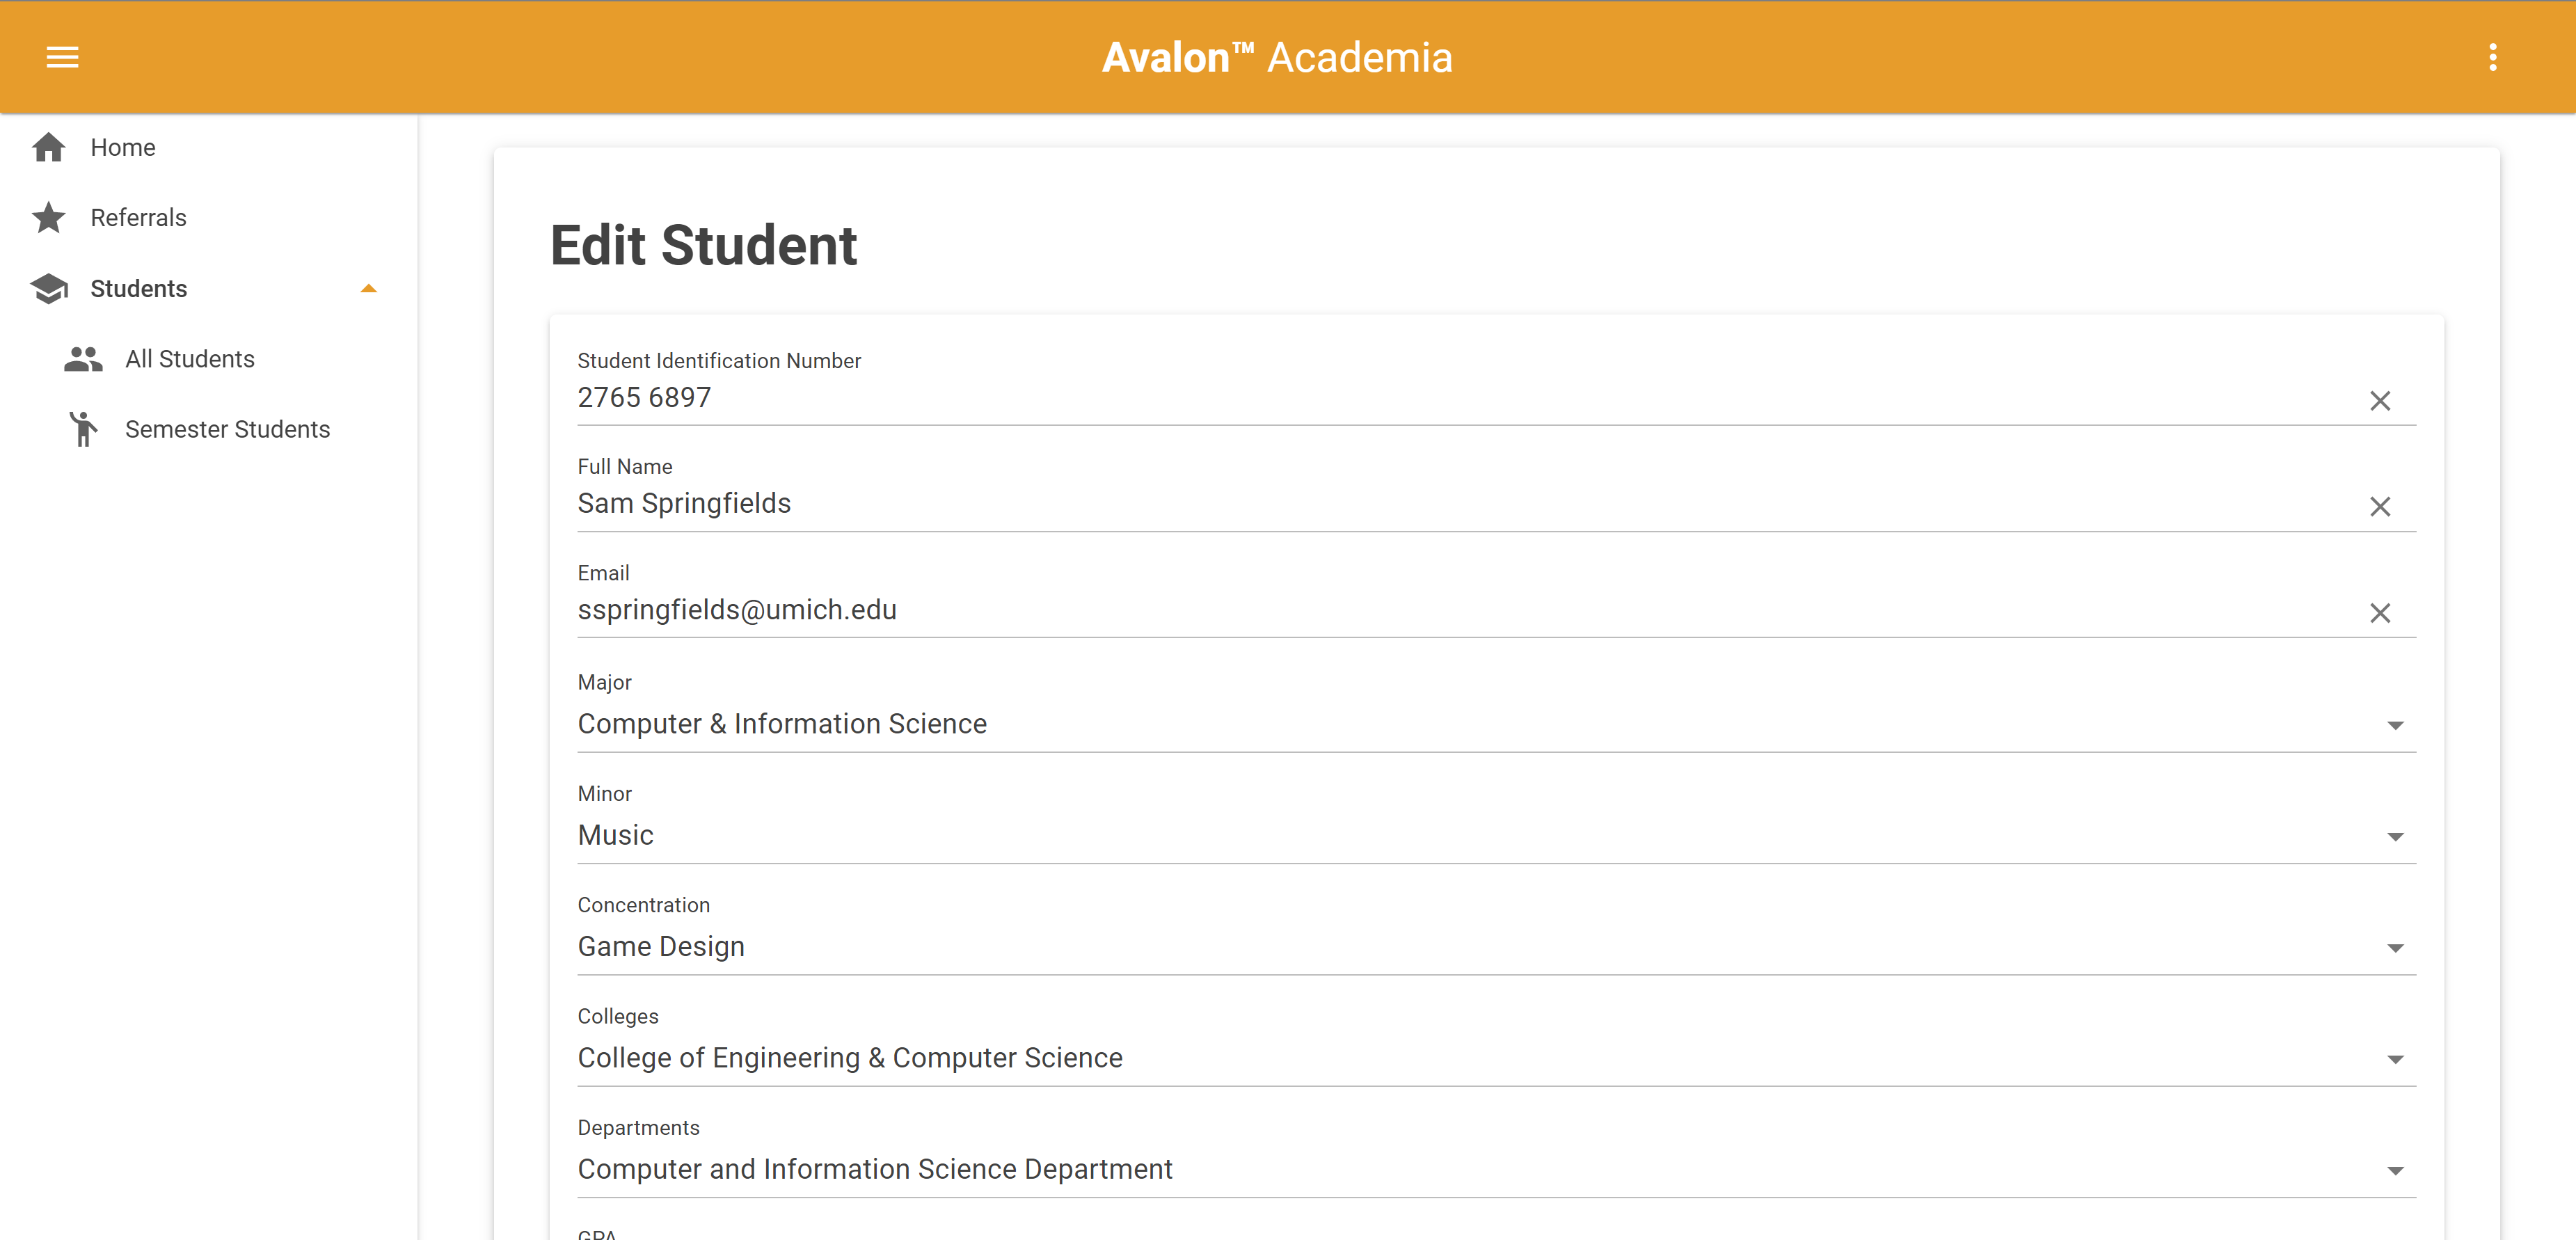 Avalon™ Academia
Home
Referrals
Students
All Students
Semester Students
Edit Student
Student Identification Number
2765 6897
Full Name
Sam Springfields
Email
sspringfields@umich.edu
Major
Computer & Information Science
Minor
Music
Concentration
Game Design
Colleges
College of Engineering & Computer Science
Departments
Computer and Information Science Department
GPA